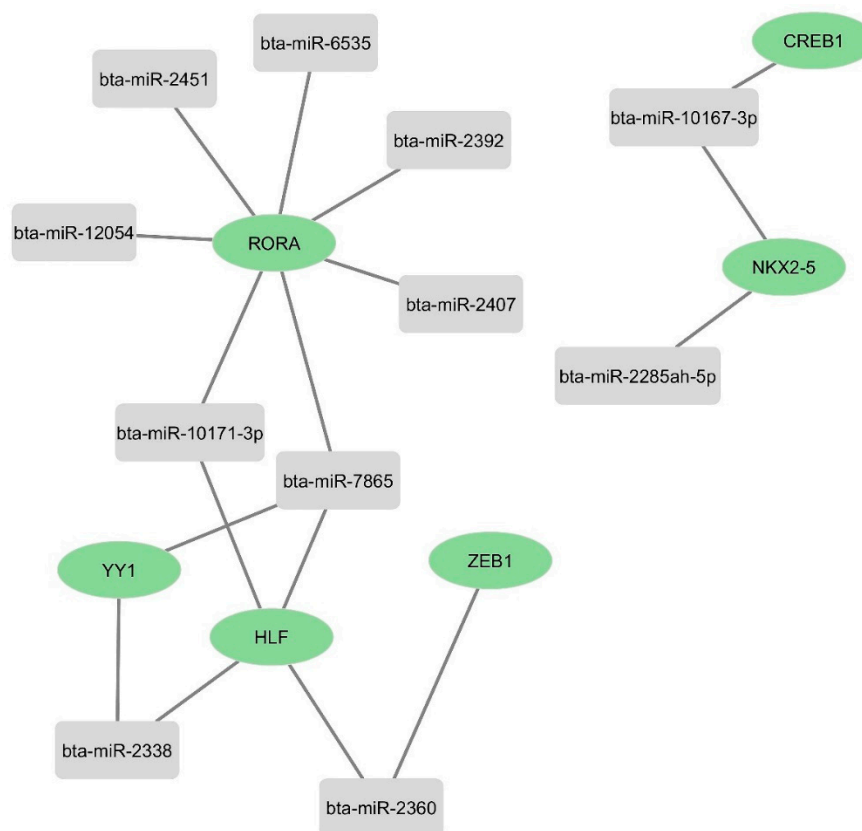 bta-miR-6535
CREB1
bta-miR-2451
bta-miR-10167-3p
bta-miR-2392
bta-miR-12054
RORA
NKX2-5
bta-miR-2407
bta-miR-2285ah-5p
bta-miR-10171-3p
bta-miR-7865
ZEB1
YY1
HLF
bta-miR-2338
bta-miR-2360